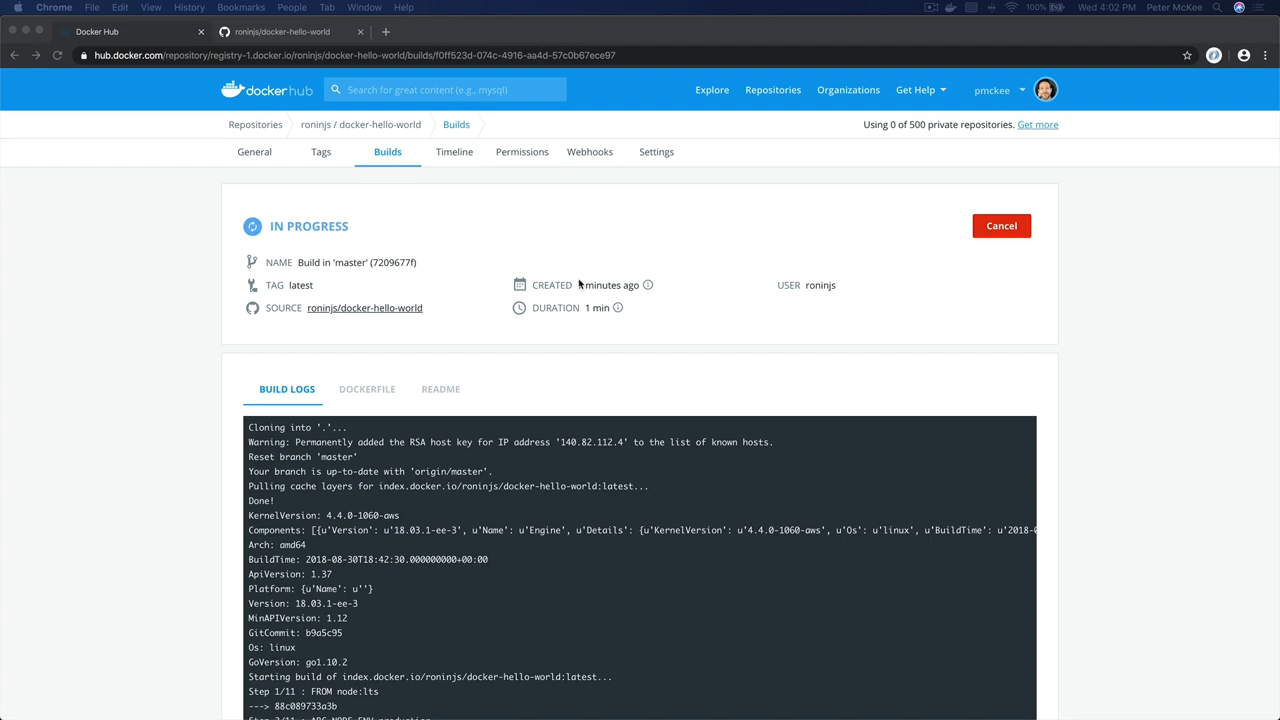 Chrome File Edit View History Bookmarks People Tab Window Help 100% Wed 4:02 PM Peter McKee
Docker Hub roninjs/docker-hello-world
hub.docker.com/repository/registry-1.docker.io/roninjs/docker-hello-world/builds/f0ff523d-074c-4916-aa4d-57c0b67ec97
dockerhub Search for great content (e.g., mysql) Explore Repositories Organizations Get Help pmckee
Repositories roninjs / docker-hello-world Builds Using 0 of 500 private repositories. Get more
General Tags Builds Timeline Permissions Webhooks Settings
IN PROGRESS Cancel
NAME Build in 'master' (7209677f)
TAG latest CREATED minutes ago USER roninjs
SOURCE roninjs/docker-hello-world DURATION 1 min
BUILD LOGS DOCKERFILE README
Cloning into '.'...
Warning: Permanently added the RSA host key for IP address '140.82.112.4' to the list of known hosts.
Reset branch 'master'
Your branch is up-to-date with 'origin/master'.
Pulling cache layers for index.docker.io/roninjs/docker-hello-world:latest...
Done!
KernelVersion: 4.4.0-1060-aws
Components: [{u'Version': u'18.03.1-ee-3', u'Name': u'Engine', u'Details': {u'KernelVersion': u'4.4.0-1060-aws', u'Os': u'linux', u'BuildTime': u'2018-0
Arch: amd64
BuildTime: 2018-08-30T18:42:30.000000000+00:00
ApiVersion: 1.37
Platform: {u'Name': u''}
Version: 18.03.1-ee-3
MinAPIVersion: 1.12
GitCommit: b9a5c95
Os: linux
GoVersion: go1.10.2
Starting build of index.docker.io/roninjs/docker-hello-world:latest...
Step 1/11 : FROM node:lts
---> 88c089733a3b